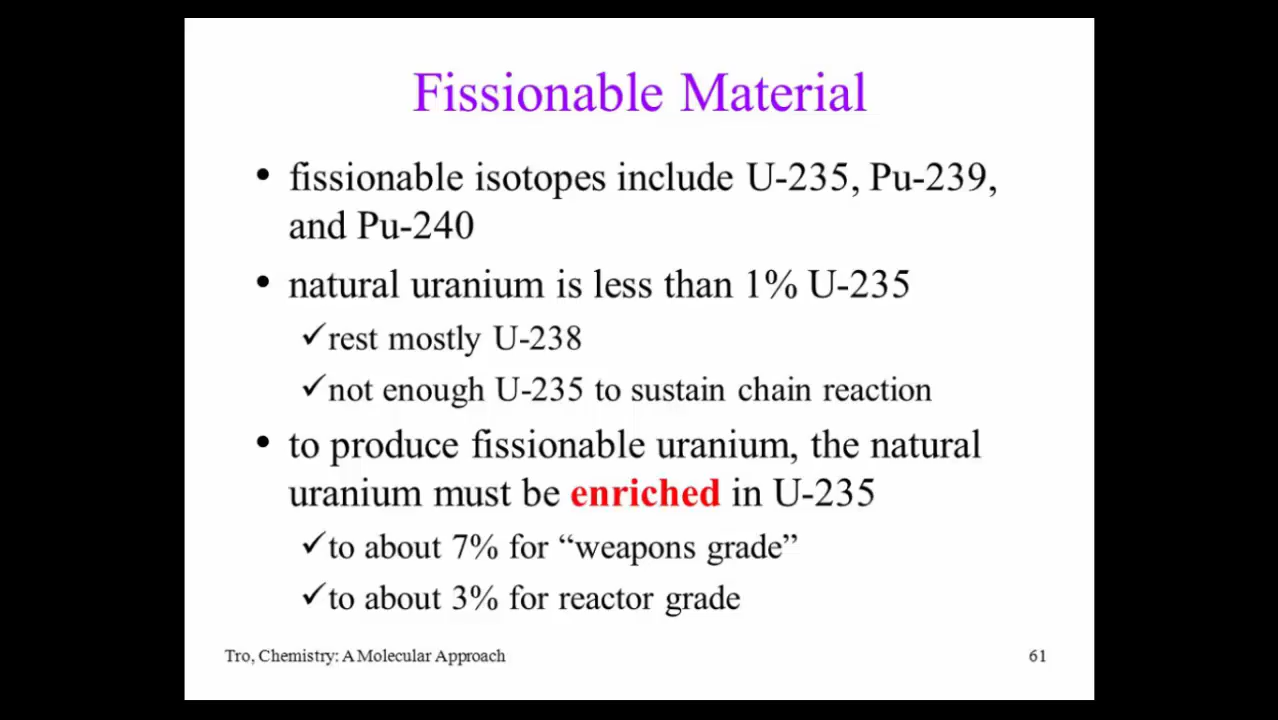 Fissionable Material
• fissionable isotopes include U-235, Pu-239,
and Pu-240
• natural uranium is less than 1% U-235
✓rest mostly U-238
✓not enough U-235 to sustain chain reaction
• to produce fissionable uranium, the natural
uranium must be enriched in U-235
✓to about 7% for “weapons grade”
✓to about 3% for reactor grade
Tro, Chemistry: A Molecular Approach 61